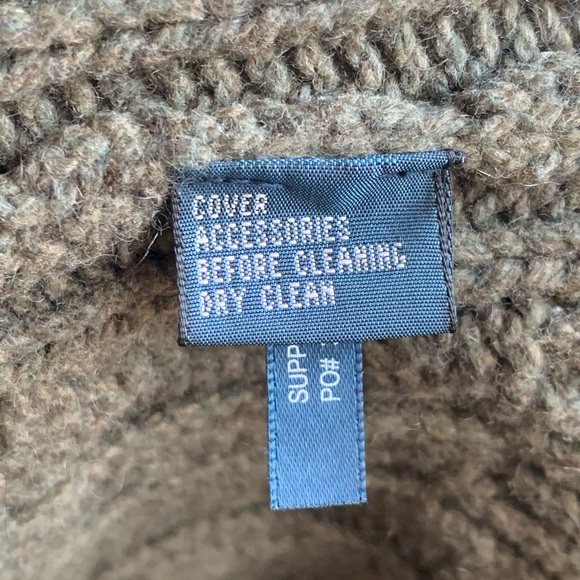 COVER
ACCESSORIES
BEFORE CLEANING
DRY CLEAN
SUPP
PO#